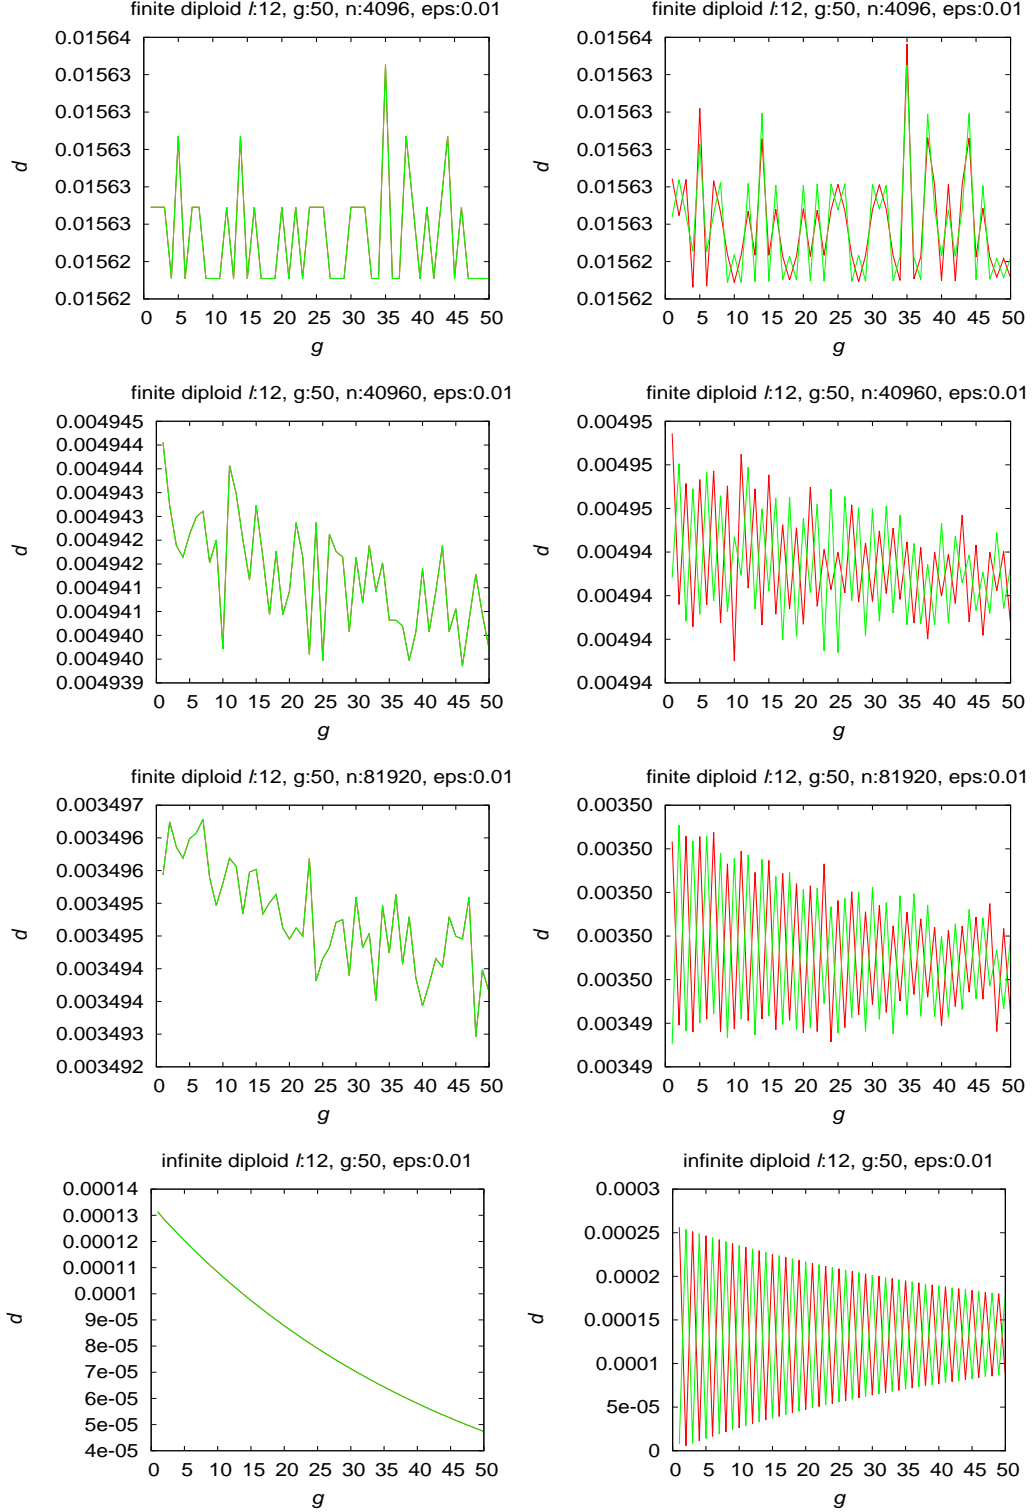 finite diploid l:12, g:50, n:4096, eps:0.01
0.01564
0.01563
0.01563
0.01563
0.01563
0.01563
0.01562
0.01562
d
0 5 10 15 20 25 30 35 40 45 50
g
finite diploid l:12, g:50, n:4096, eps:0.01
0.01564
0.01563
0.01563
0.01563
0.01563
0.01563
0.01562
0.01562
d
0 5 10 15 20 25 30 35 40 45 50
g
finite diploid l:12, g:50, n:40960, eps:0.01
0.004945
0.004944
0.004944
0.004943
0.004943
0.004942
0.004942
0.004941
0.004941
0.004940
0.004940
0.004939
d
0 5 10 15 20 25 30 35 40 45 50
g
finite diploid l:12, g:50, n:40960, eps:0.01
0.00495
0.00495
0.00495
0.00494
0.00494
0.00494
0.00494
d
0 5 10 15 20 25 30 35 40 45 50
g
finite diploid l:12, g:50, n:81920, eps:0.01
0.003497
0.003496
0.003496
0.003495
0.003495
0.003494
0.003494
0.003493
0.003492
d
0 5 10 15 20 25 30 35 40 45 50
g
finite diploid l:12, g:50, n:81920, eps:0.01
0.00350
0.00350
0.00350
0.00350
0.00350
0.00349
0.00349
d
0 5 10 15 20 25 30 35 40 45 50
g
infinite diploid l:12, g:50, eps:0.01
0.00014
0.00013
0.00012
0.00011
0.0001
9e-05
8e-05
7e-05
6e-05
5e-05
4e-05
d
0 5 10 15 20 25 30 35 40 45 50
g
infinite diploid l:12, g:50, eps:0.01
0.0003
0.00025
0.0002
0.00015
0.0001
5e-05
0
d
0 5 10 15 20 25 30 35 40 45 50
g